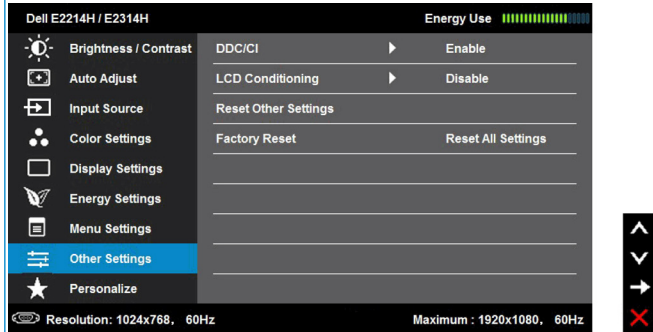 Dell E2214H / E2314H Energy Use
Brightness / Contrast DDC/CI Enable
Auto Adjust LCD Conditioning Disable
Input Source Reset Other Settings
Color Settings Factory Reset Reset All Settings
Display Settings
Energy Settings
Menu Settings
Other Settings
Personalize
Resolution: 1024x768, 60Hz Maximum : 1920x1080, 60Hz